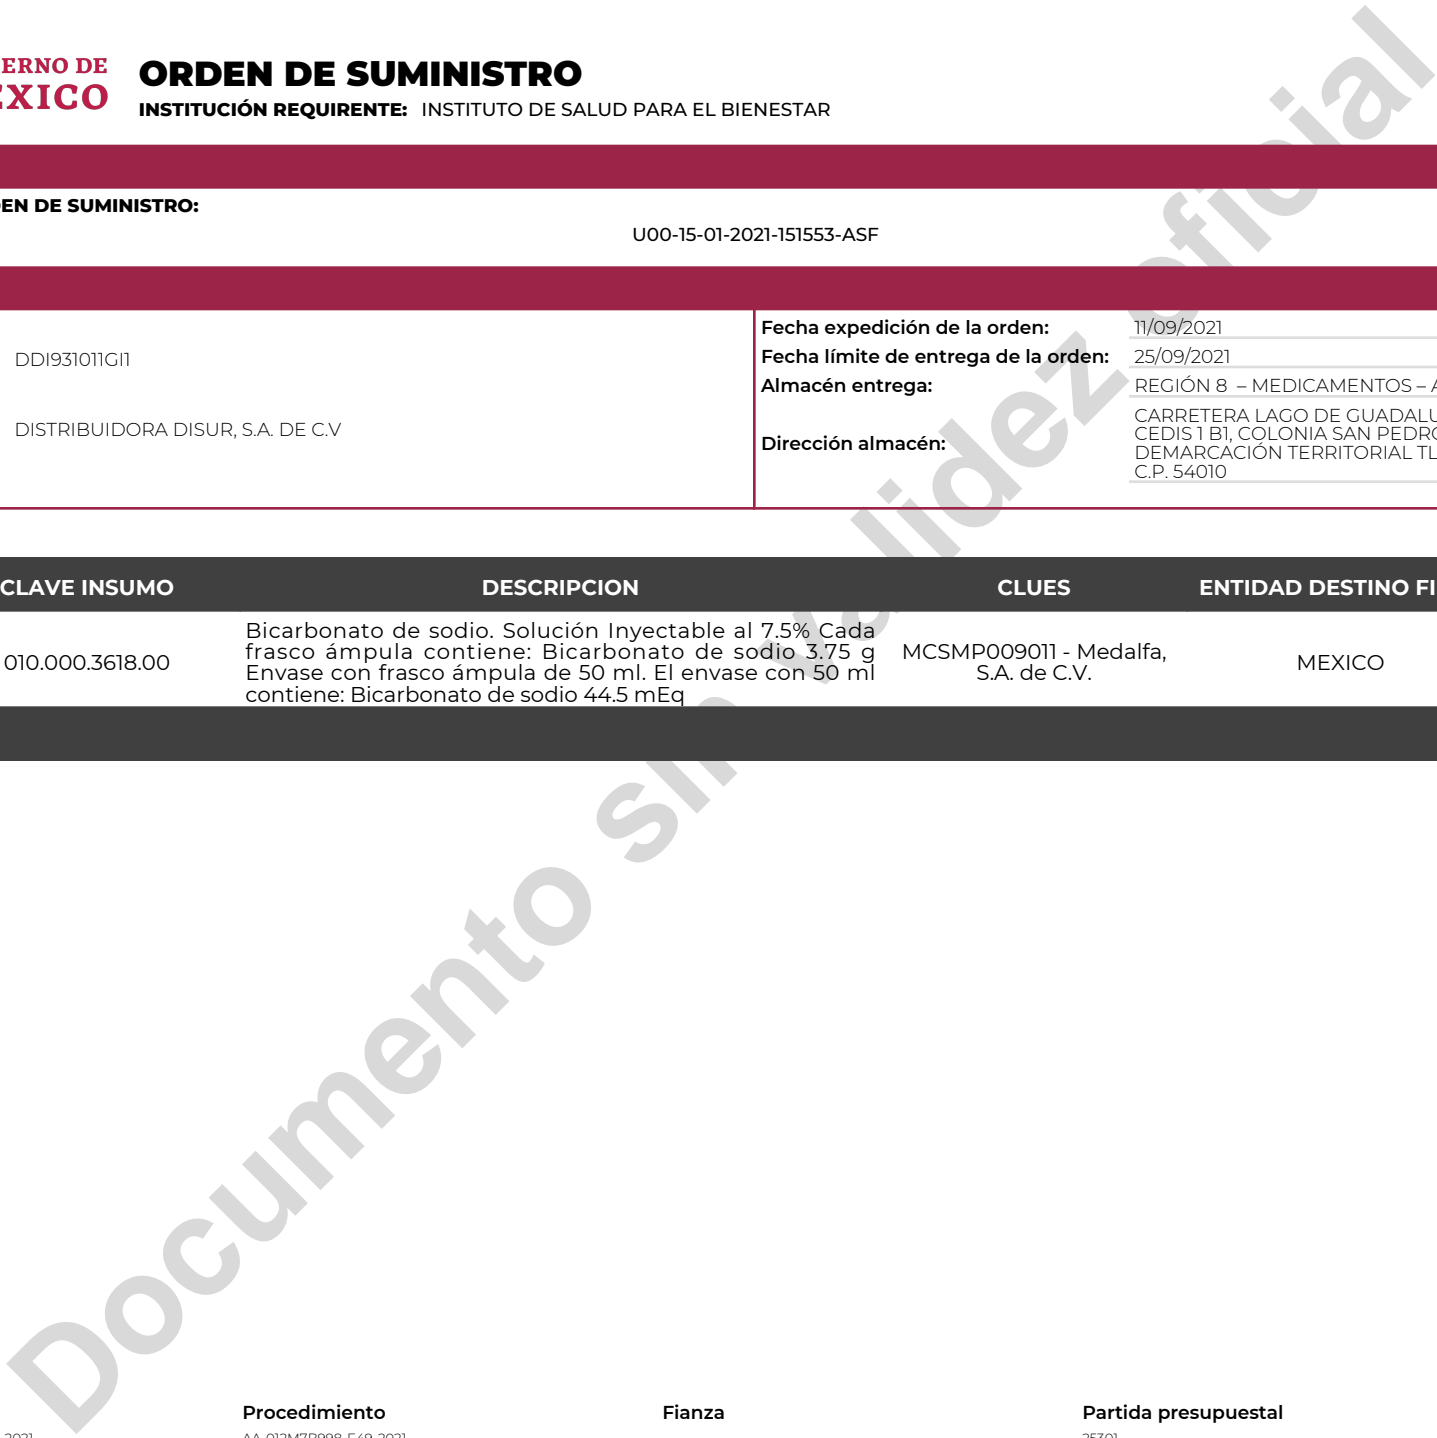 ERNO DE
EXICO
ORDEN DE SUMINISTRO
INSTITUCIÓN REQUIRENTE: INSTITUTO DE SALUD PARA EL BIENESTAR
EN DE SUMINISTRO:
U00-15-01-2021-151553-ASF
DDI931011GI1
DISTRIBUIDORA DISUR, S.A. DE C.V
Fecha expedición de la orden: 11/09/2021
Fecha límite de entrega de la orden: 25/09/2021
Almacén entrega: REGIÓN 8 – MEDICAMENTOS – A
Dirección almacén:
CARRETERA LAGO DE GUADALU
CEDIS 1 B1, COLONIA SAN PEDRO
DEMARCACIÓN TERRITORIAL TL
C.P. 54010
CLAVE INSUMO DESCRIPCION CLUES ENTIDAD DESTINO FI
010.000.3618.00
Bicarbonato de sodio. Solución Inyectable al 7.5% Cada
frasco ámpula contiene: Bicarbonato de sodio 3.75 g
Envase con frasco ámpula de 50 ml. El envase con 50 ml
contiene: Bicarbonato de sodio 44.5 mEq
MCSMP009011 - Medalfa,
S.A. de C.V.
MEXICO
Documento sin validez oficial
Procedimiento Fianza Partida presupuestal